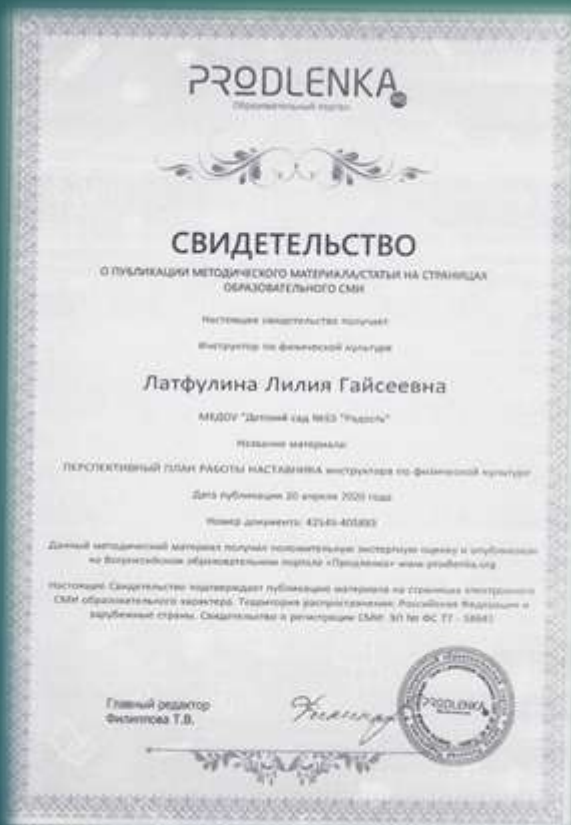 PRODLENKA
Образовательный портал
СВИДЕТЕЛЬСТВО
О ПУБЛИКАЦИИ МЕТОДИЧЕСКОГО МАТЕРИАЛА/СТАТЬИ НА СТРАНИЦАХ
ОБРАЗОВАТЕЛЬНОГО СМИ
Настоящее свидетельство получает
Инструктор по физической культуре
Латфулина Лилия Гайсеевна
"Детский сад "Радость"
Название материала:
ПЕРСПЕКТИВНЫЙ ПЛАН РАБОТЫ НАСТАВНИКА инструктора по физической культуре
Дата публикации 20 апреля 2020 года
Номер документа:
Данный методический материал получил положительную экспертную оценку и опубликован
на Всероссийском образовательном портале «Продленка» www.prodlenka.org
Настоящее Свидетельство подтверждает публикацию материала на страницах электронного
СМИ образовательного характера. Территория распространения: Российская Федерация и
зарубежные страны. Свидетельство о регистрации СМИ: ЭЛ № ФС 77 -
Главный редактор
Филиппова Т.В.
PRODLENKA